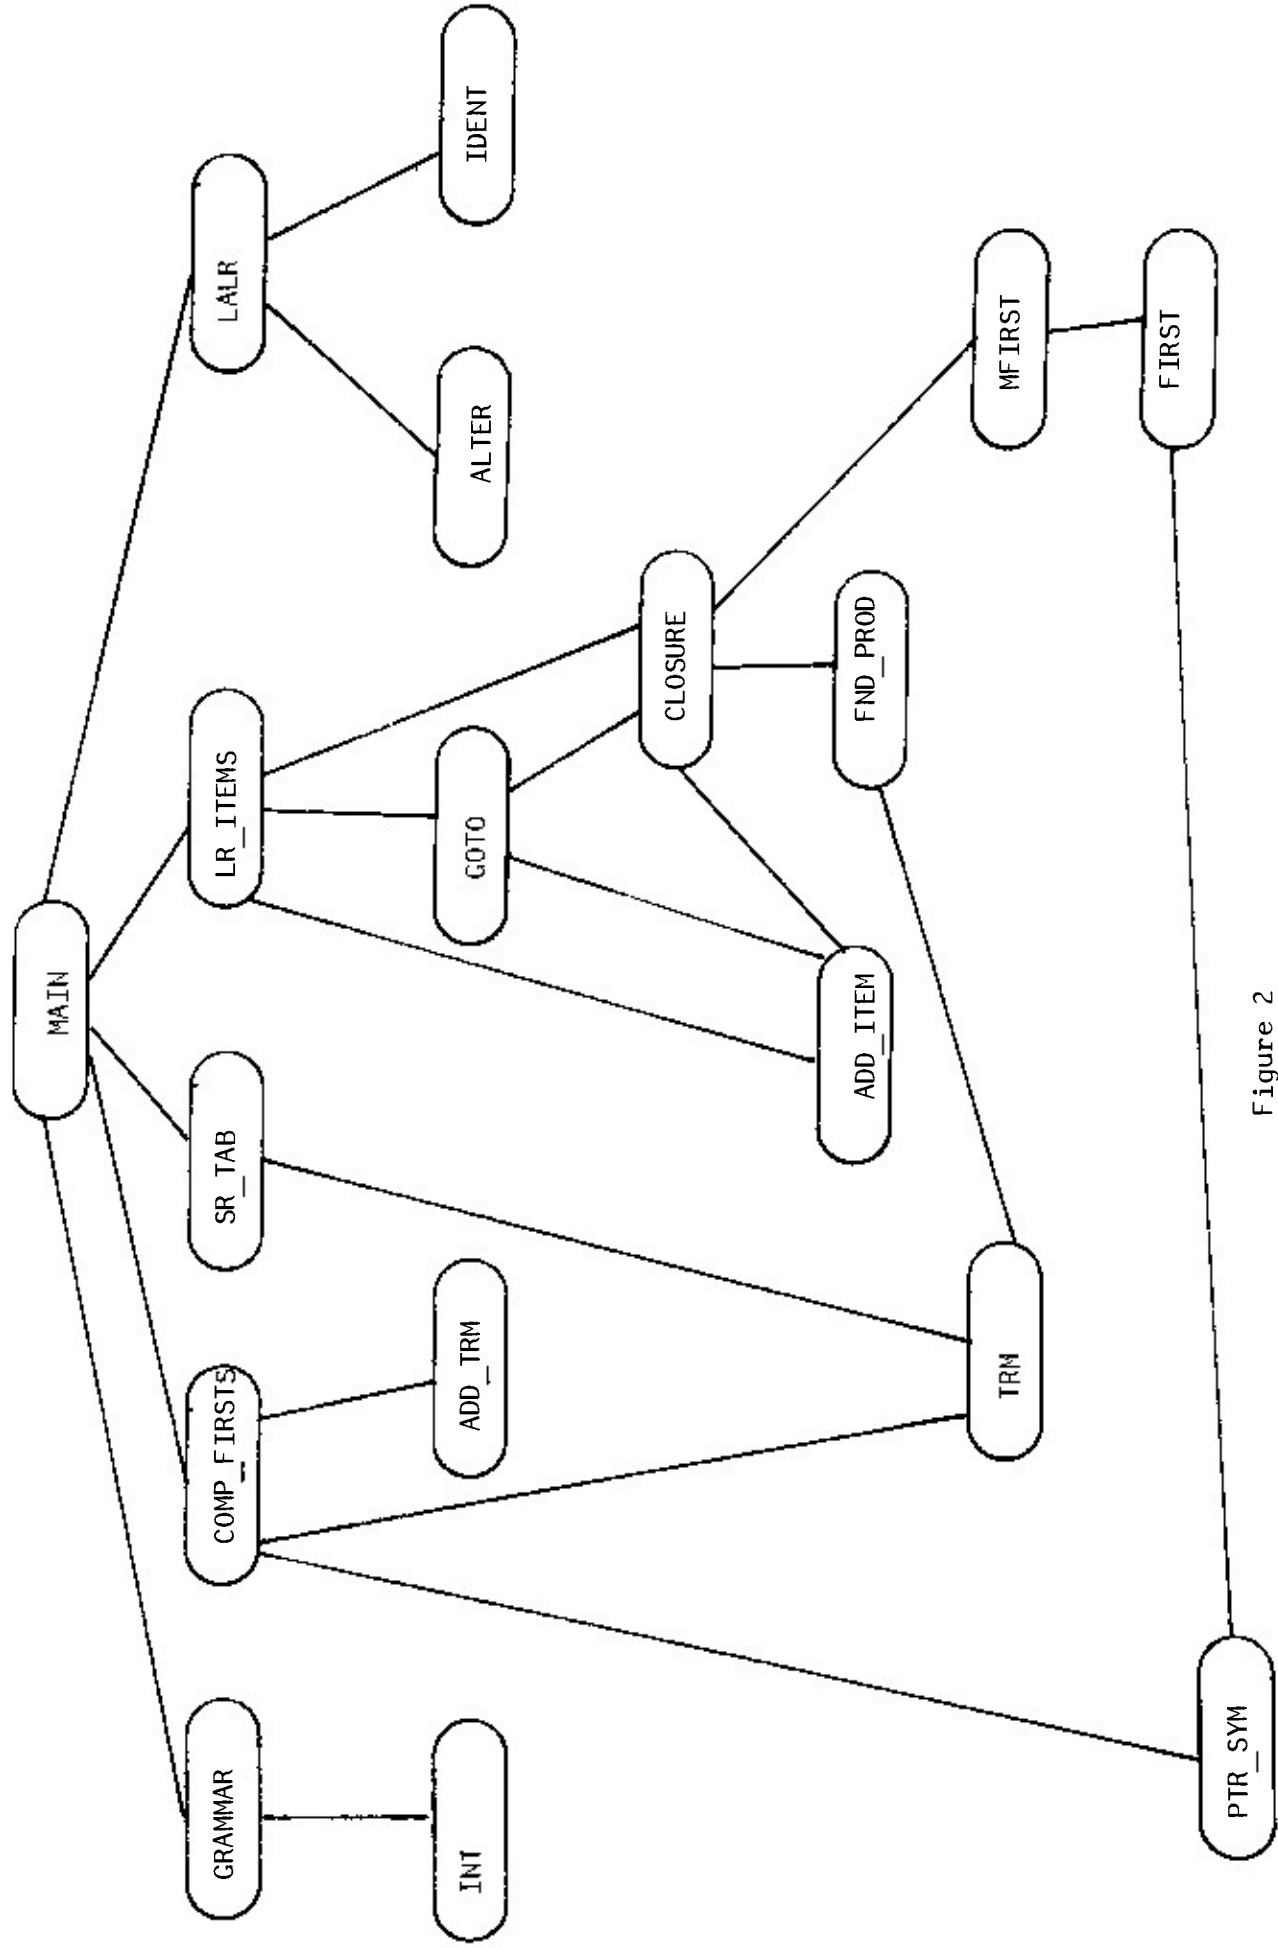 MAIN
GRAMMAR
COMP_FIRSTS
SR_TAB
LR_ITEMS
LALR
INT
ADD_TRM
GOTO
ALTER
IDENT
CLOSURE
ADD_ITEM
FND_PROD
TRM
MFIRST
PTR_SYM
FIRST
Figure 2